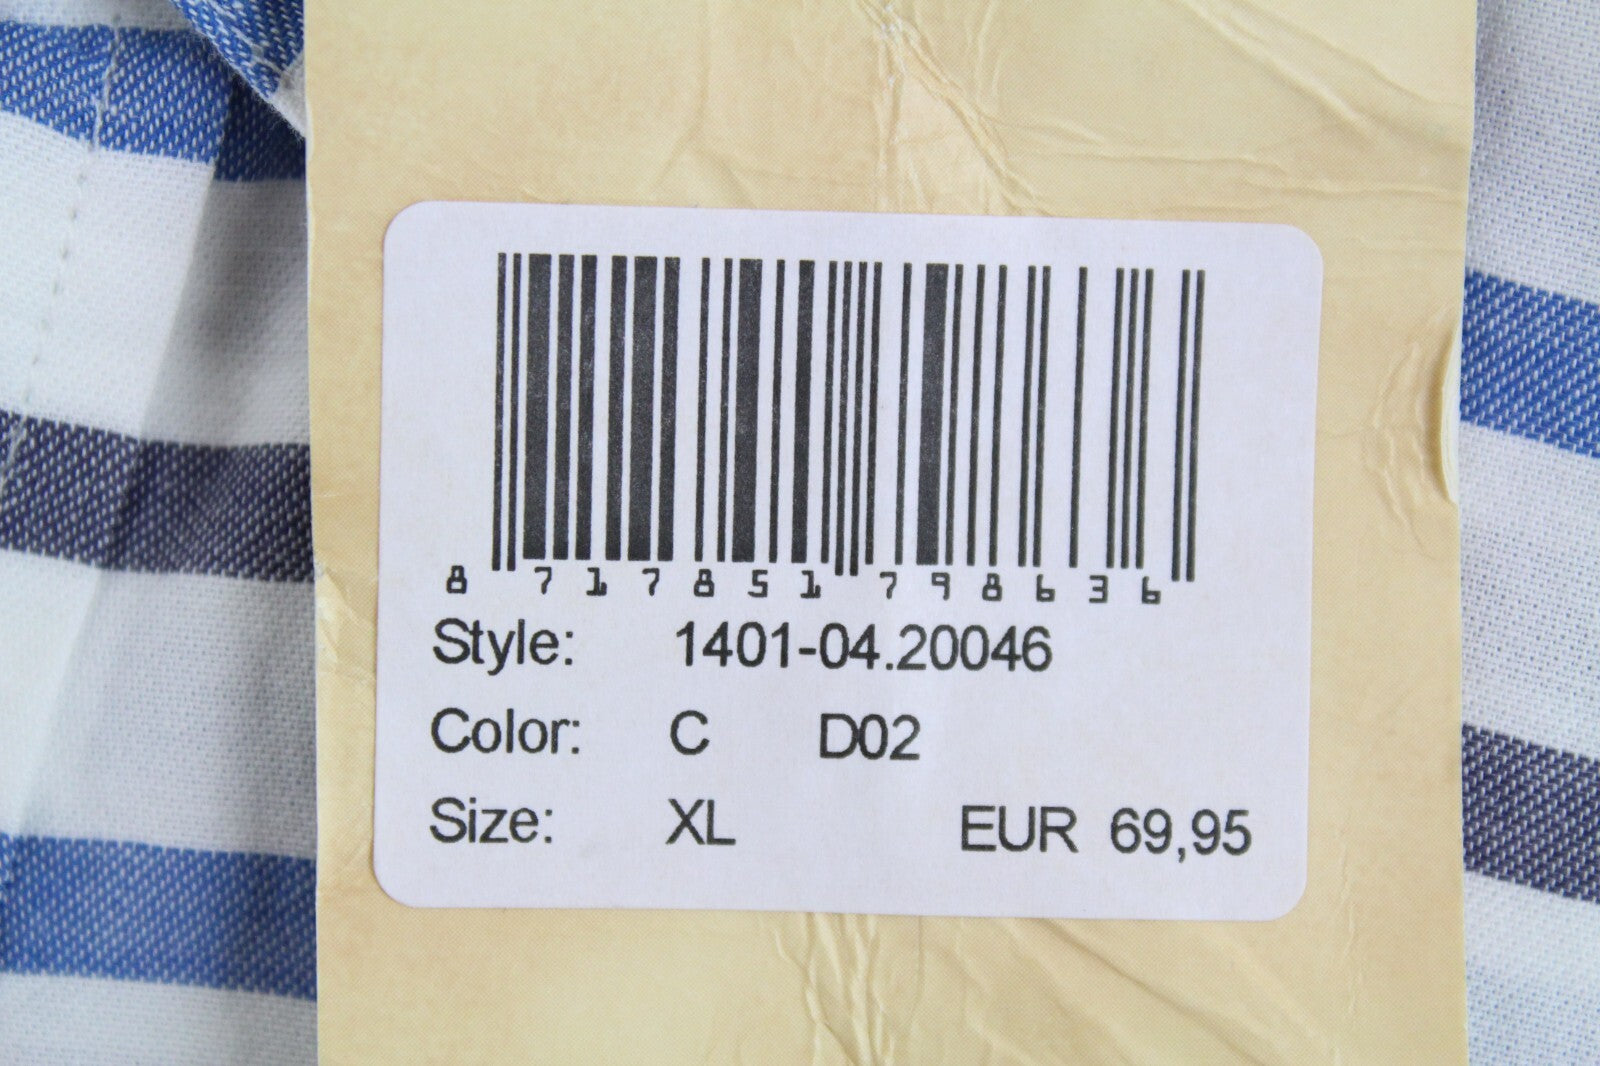 8 717851 798636
Style: 1401-04.20046
Color: C D02
Size: XL EUR 69,95